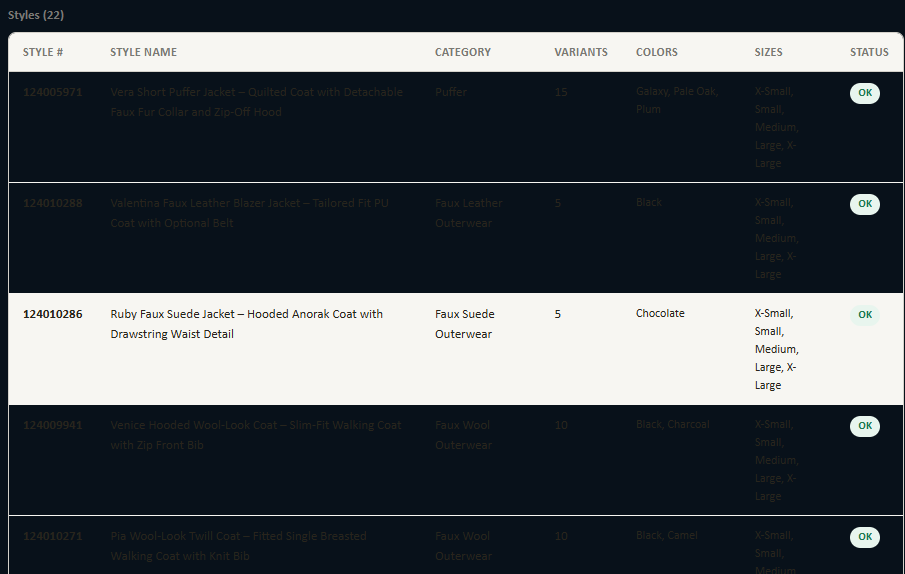 Styles (22)
STYLE # STYLE NAME CATEGORY VARIANTS COLORS SIZES STATUS
124005971 Vera Short Puffer Jacket – Quilted Coat with Detachable Puffer 15 Galaxy, Pale Oak, X-Small, OK
Faux Fur Collar and Zip-Off Hood Plum Small,
Medium,
Large, X-
Large
124010288 Valentina Faux Leather Blazer Jacket – Tailored Fit PU Faux Leather 5 Black X-Small, OK
Coat with Optional Belt Outerwear Small,
Medium,
Large, X-
Large
124010286 Ruby Faux Suede Jacket – Hooded Anorak Coat with Faux Suede 5 Chocolate X-Small, OK
Drawstring Waist Detail Outerwear Small,
Medium,
Large, X-
Large
124009941 Venice Hooded Wool-Look Coat – Slim-Fit Walking Coat Faux Wool 10 Black, Charcoal X-Small, OK
with Zip Front Bib Outerwear Small,
Medium,
Large, X-
Large
124010271 Pia Wool-Look Twill Coat – Fitted Single Breasted Faux Wool 10 Black, Camel X-Small, OK
Walking Coat with Knit Bib Outerwear Small,
Medium